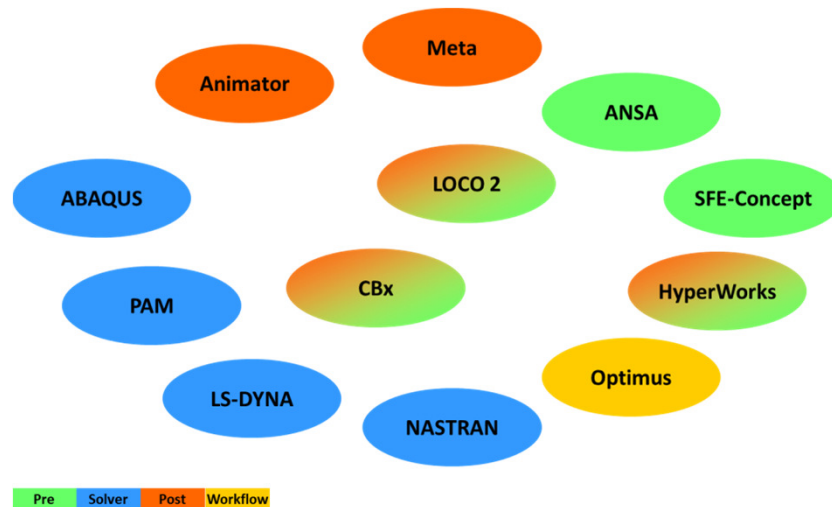 Meta
Animator
ANSA
LOCO 2
ABAQUS
SFE-Concept
CBx
HyperWorks
PAM
Optimus
LS-DYNA
NASTRAN
Pre Solver Post Workflow